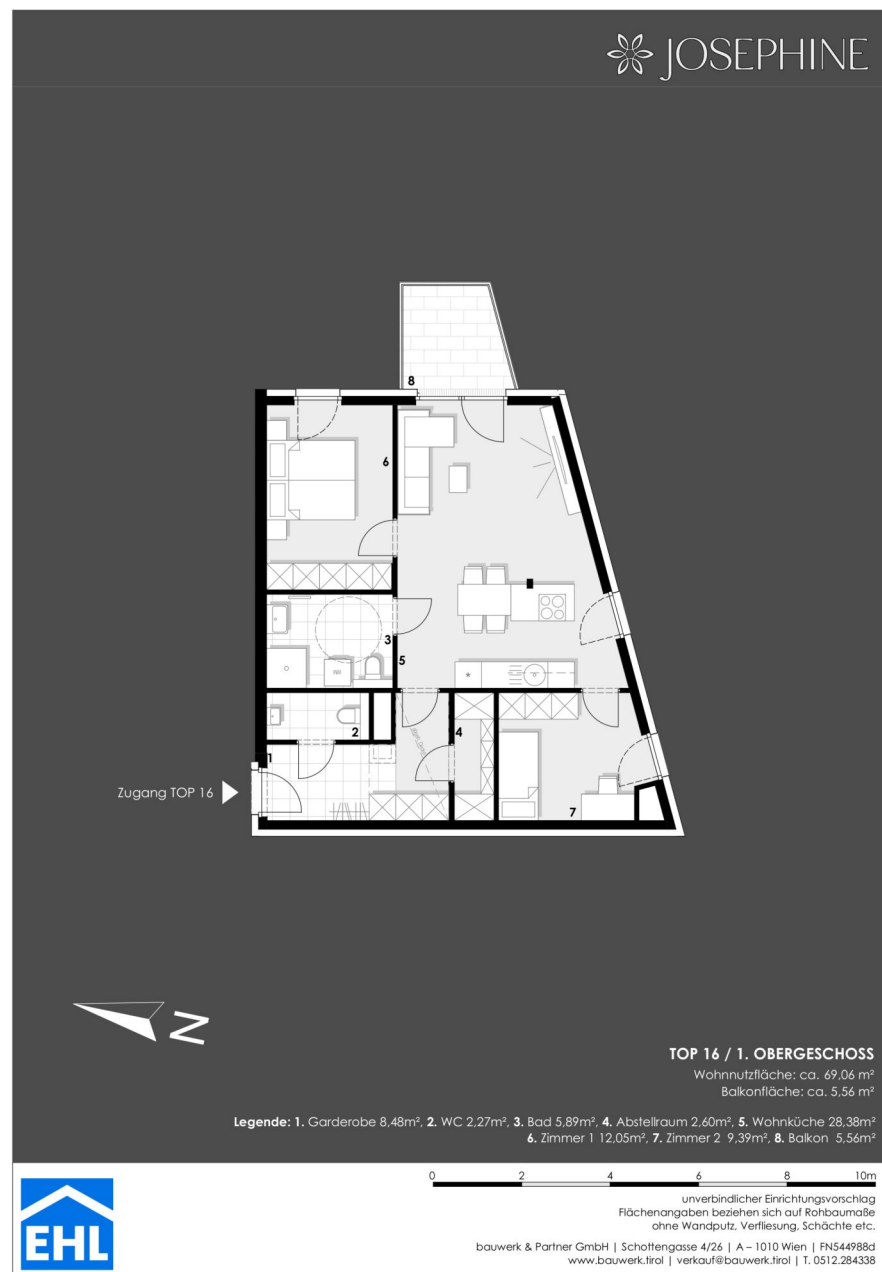 JOSEPHINE
8
6
3
5
2
4
1
Zugang TOP 16
7
N
TOP 16 / 1. OBERGESCHOSS
Wohnnutzfläche: ca. 69,06 m²
Balkonfläche: ca. 5,56 m²
Legende: 1. Garderobe 8,48m², 2. WC 2,27m², 3. Bad 5,89m², 4. Abstellraum 2,60m², 5. Wohnküche 28,38m²
6. Zimmer 1 12,05m², 7. Zimmer 2 9,39m², 8. Balkon 5,56m²
0 2 4 6 8 10m
unverbindlicher Einrichtungsvorschlag
Flächenangaben beziehen sich auf Rohbaumaße
ohne Wandputz, Verfliesung, Schächte etc.
EHL
bauwerk & Partner GmbH | Schottengasse 4/26 | A – 1010 Wien | FN544988d
www.bauwerk.tirol | verkauf@bauwerk.tirol | T. 0512.284338